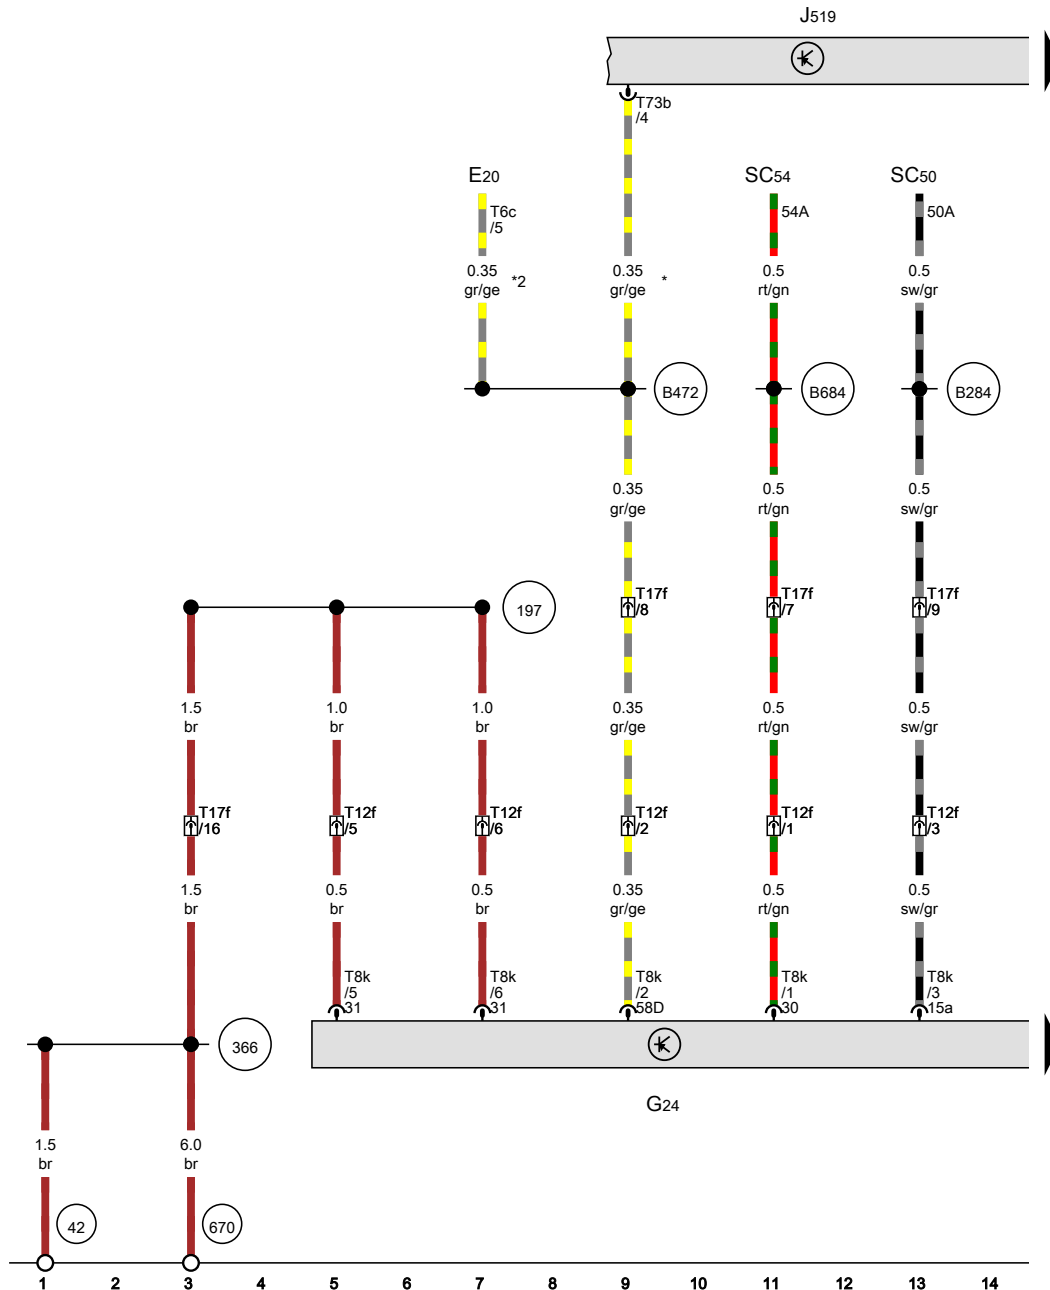 J519
T73b
/4
E20
SC54
SC50
T6c
/5
54A
50A
0.35
gr/ge
*2
0.35
gr/ge
*
0.5
rt/gn
0.5
sw/gr
B472
B684
B284
0.35
gr/ge
0.5
rt/gn
0.5
sw/gr
197
T17f
/8
T17f
/7
T17f
/9
1.5
br
1.0
br
1.0
br
0.35
gr/ge
0.5
rt/gn
0.5
sw/gr
T17f
/16
T12f
/5
T12f
/6
T12f
/2
T12f
/1
T12f
/3
1.5
br
0.5
br
0.5
br
0.35
gr/ge
0.5
rt/gn
0.5
sw/gr
T8k
/5
31
T8k
/6
31
T8k
/2
58D
T8k
/1
30
T8k
/3
15a
366
G24
1.5
br
6.0
br
42
670
1 2 3 4 5 6 7 8 9 10 11 12 13 14